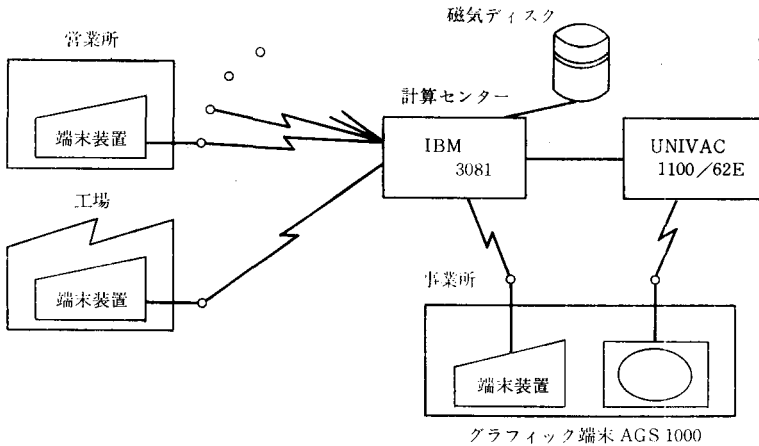 磁気ディスク
営業所
計算センター
端末装置
IBM
3081
UNIVAC
1100/62E
工場
端末装置
事業所
端末装置
グラフィック端末 AGS 1000